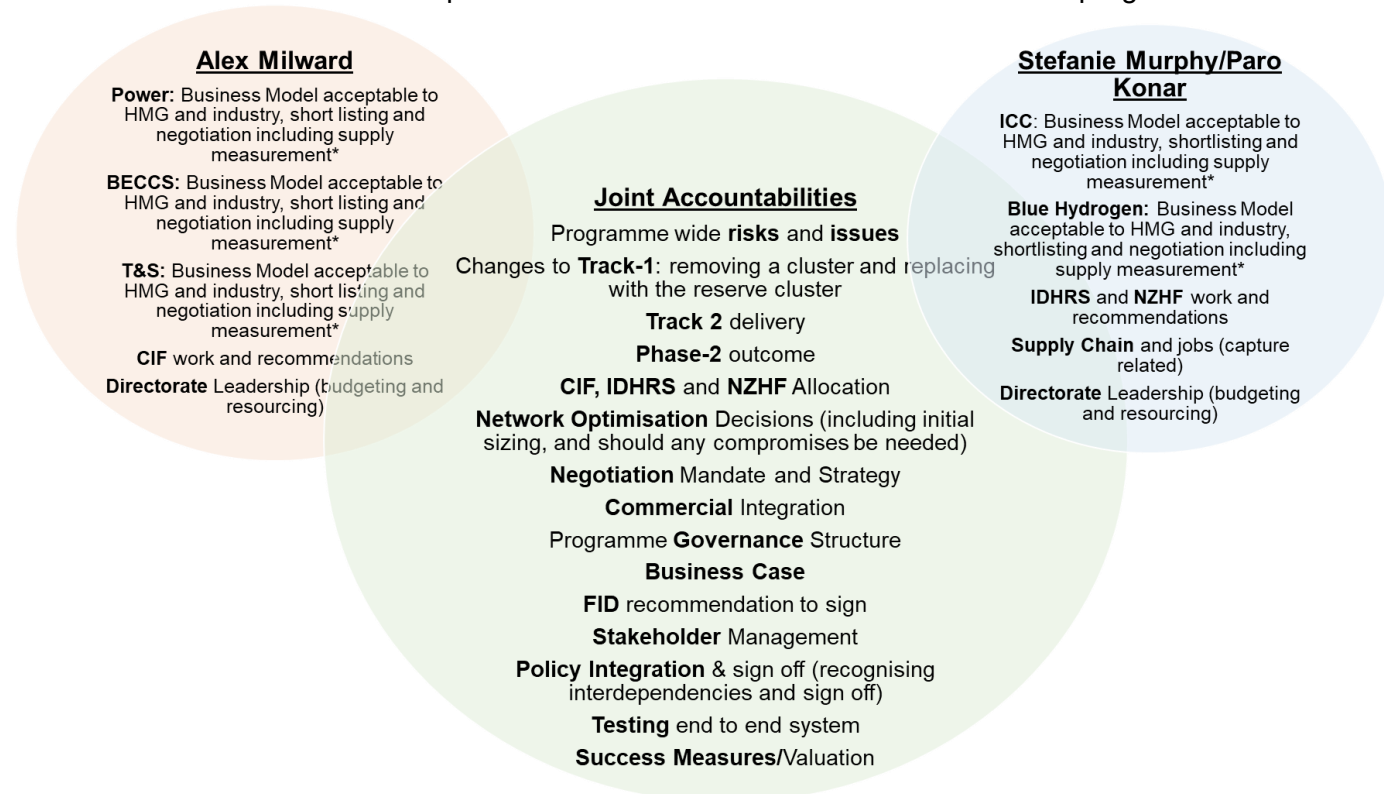 Alex Milward
Power: Business Model acceptable to
HMG and industry, short listing and
negotiation including supply
measurement*
BECCS: Business Model acceptable to
HMG and industry, short listing and
negotiation including supply
measurement*
T&S: Business Model acceptable to
HMG and industry, short listing and
negotiation including supply
measurement*
CIF work and recommendations
Directorate Leadership (budgeting and
resourcing)
Joint Accountabilities
Programme wide risks and issues
Changes to Track-1: removing a cluster and replacing
with the reserve cluster
Track 2 delivery
Phase-2 outcome
CIF, IDHRS and NZHF Allocation
Network Optimisation Decisions (including initial
sizing, and should any compromises be needed)
Negotiation Mandate and Strategy
Commercial Integration
Programme Governance Structure
Business Case
FID recommendation to sign
Stakeholder Management
Policy Integration & sign off (recognising
interdependencies and sign off)
Testing end to end system
Success Measures/Valuation
Stefanie Murphy/Paro
Konar
ICC: Business Model acceptable to
HMG and industry, shortlisting and
negotiation including supply
measurement*
Blue Hydrogen: Business Model
acceptable to HMG and industry,
shortlisting and negotiation including
supply measurement*
IDHRS and NZHF work and
recommendations
Supply Chain and jobs (capture
related)
Directorate Leadership (budgeting
and resourcing)